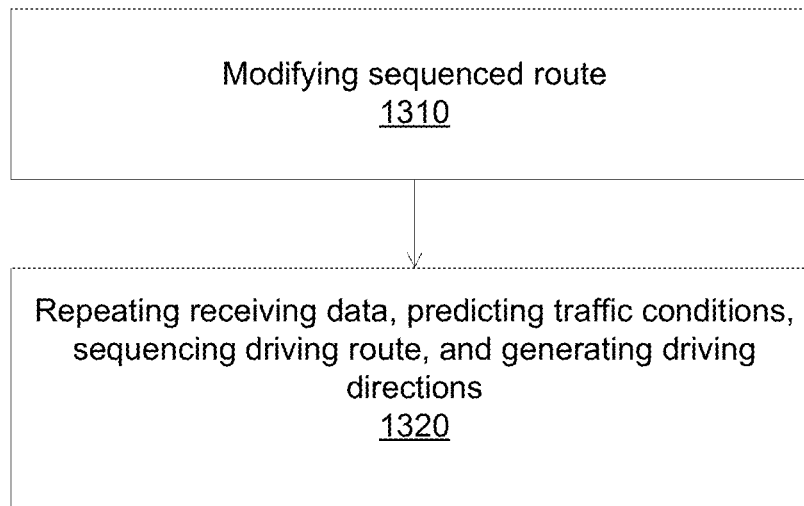 Modifying sequenced route
1310
Repeating receiving data, predicting traffic conditions,
sequencing driving route, and generating driving
directions
1320